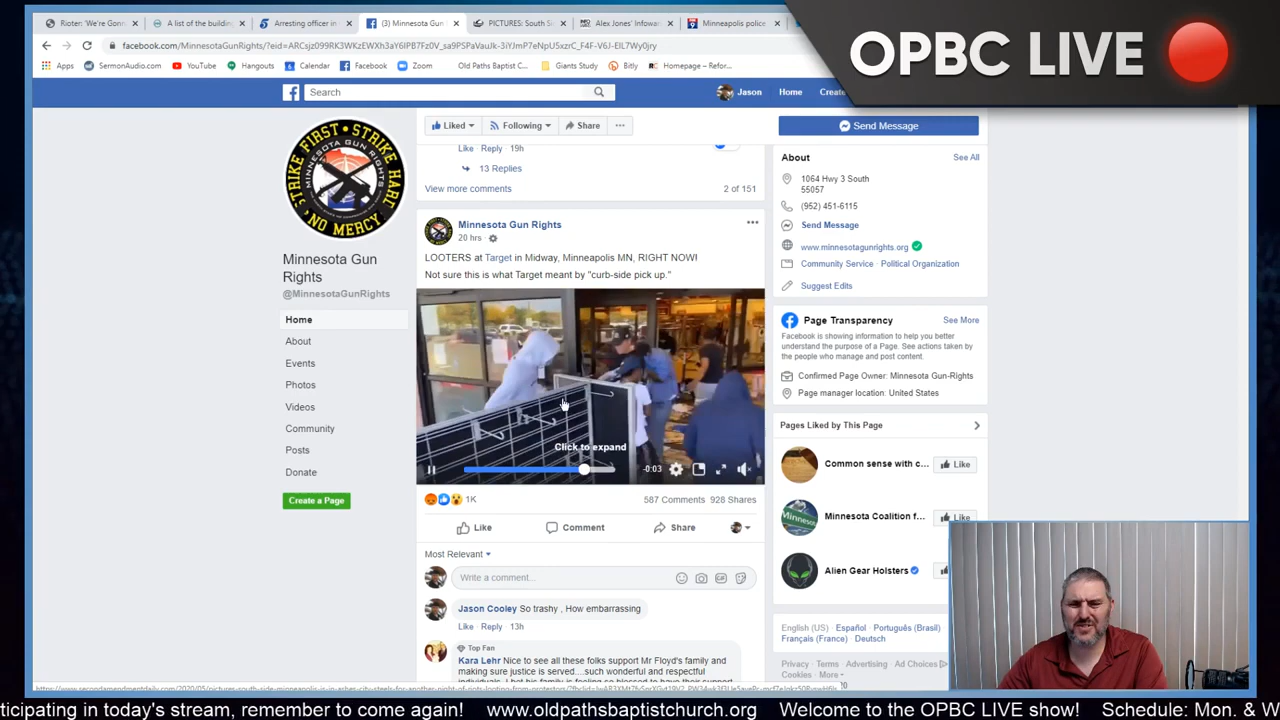 Rioter: 'We're Gonn
A list of the building
Arresting officer in
(3) Minnesota Gun
PICTURES: South Si
Alex Jones' Infowa
Minneapolis police
OPBC LIVE
facebook.com/MinnesotaGunRights/
Apps
SermonAudio.com
YouTube
Hangouts
Calendar
Facebook
Zoom
Old Paths Baptist C...
Giants Study
Bitly
Homepage – Refor...
Search
Jason
Home
Create
STRIKE FIRST • STRIKE HARD
MINNESOTA GUN RIGHTS
NO MERCY
Minnesota Gun
Rights
@MinnesotaGunRights
Home
About
Events
Photos
Videos
Community
Posts
Donate
Create a Page
Liked
Following
Share
Like Reply 19h
13 Replies
View more comments
2 of 151
Minnesota Gun Rights
20 hrs
LOOTERS at Target in Midway, Minneapolis MN, RIGHT NOW!
Not sure this is what Target meant by "curb-side pick up."
Click to expand
-0:03
1K
587 Comments 928 Shares
Like
Comment
Share
Most Relevant
Write a comment...
GIF
Jason Cooley So trashy , How embarrassing
Like Reply 13h
Top Fan
Kara Lehr Nice to see all these folks support Mr Floyd's family and
making sure justice is served....such wonderful and respectful
Send Message
About
See All
1064 Hwy 3 South
55057
(952) 451-6115
Send Message
www.minnesotagunrights.org
Community Service · Political Organization
Suggest Edits
Page Transparency
See More
Facebook is showing information to help you better
understand the purpose of a Page. See actions taken by
the people who manage and post content.
Confirmed Page Owner: Minnesota Gun-Rights
Page manager location: United States
Pages Liked by This Page
Common sense with c...
Like
Minnesota Coalition f...
Like
Alien Gear Holsters
English (US) · Español · Português (Brasil)
Français (France) · Deutsch
Privacy · Terms · Advertising · Ad Choices
Cookies · More
ticipating in today's stream, remember to come again! www.oldpathsbaptistchurch.org Welcome to the OPBC LIVE show! Schedule: Mon. & W